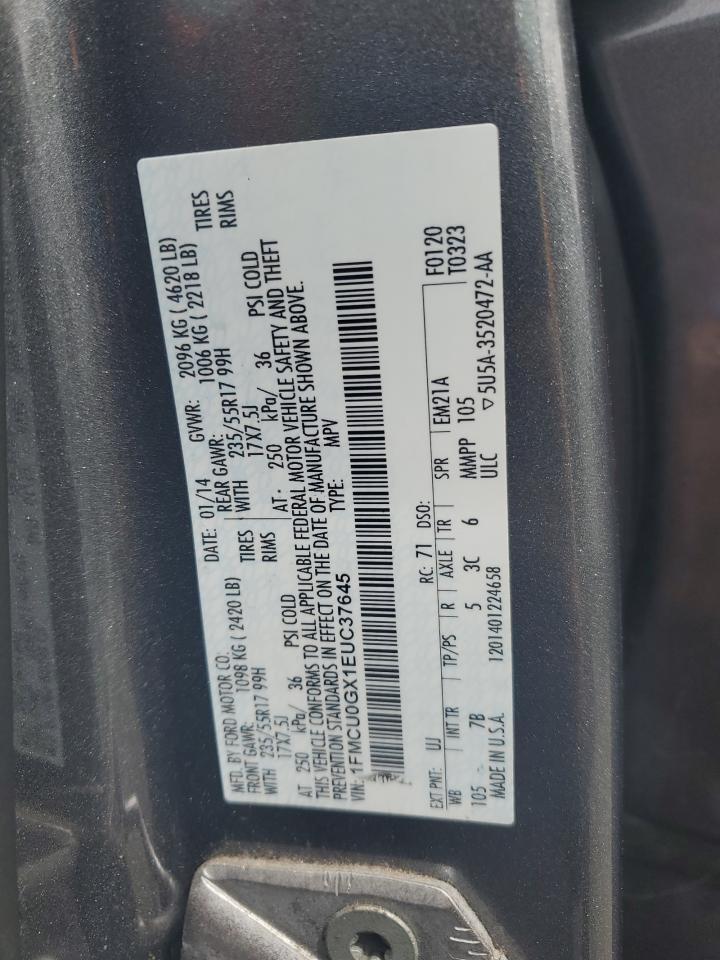 MFD. BY FORD MOTOR CO.
DATE: 01/14 GVWR: 2096 KG ( 4620 LB)
FRONT GAWR: 1098 KG ( 2420 LB) REAR GAWR: 1006 KG ( 2218 LB)
WITH 235/55R17 99H TIRES WITH 235/55R17 99H TIRES
17X7.5J RIMS 17X7.5J RIMS
AT 250 kPa/ 36 PSI COLD AT- 250 kPa/ 36 PSI COLD
THIS VEHICLE CONFORMS TO ALL APPLICABLE FEDERAL MOTOR VEHICLE SAFETY AND THEFT
PREVENTION STANDARDS IN EFFECT ON THE DATE OF MANUFACTURE SHOWN ABOVE.
VIN: 1FMCU0GX1EUC37645 TYPE: MPV
F0120
T0323
EXT PNT: UJ RC: 71 DSO:
WB INT TR TP/PS R AXLE TR SPR EM21A
105 7B 5 3C 6 MMPP 105
MADE IN U.S.A. 1201401224658 ULC ▽5U5A-3520472-AA